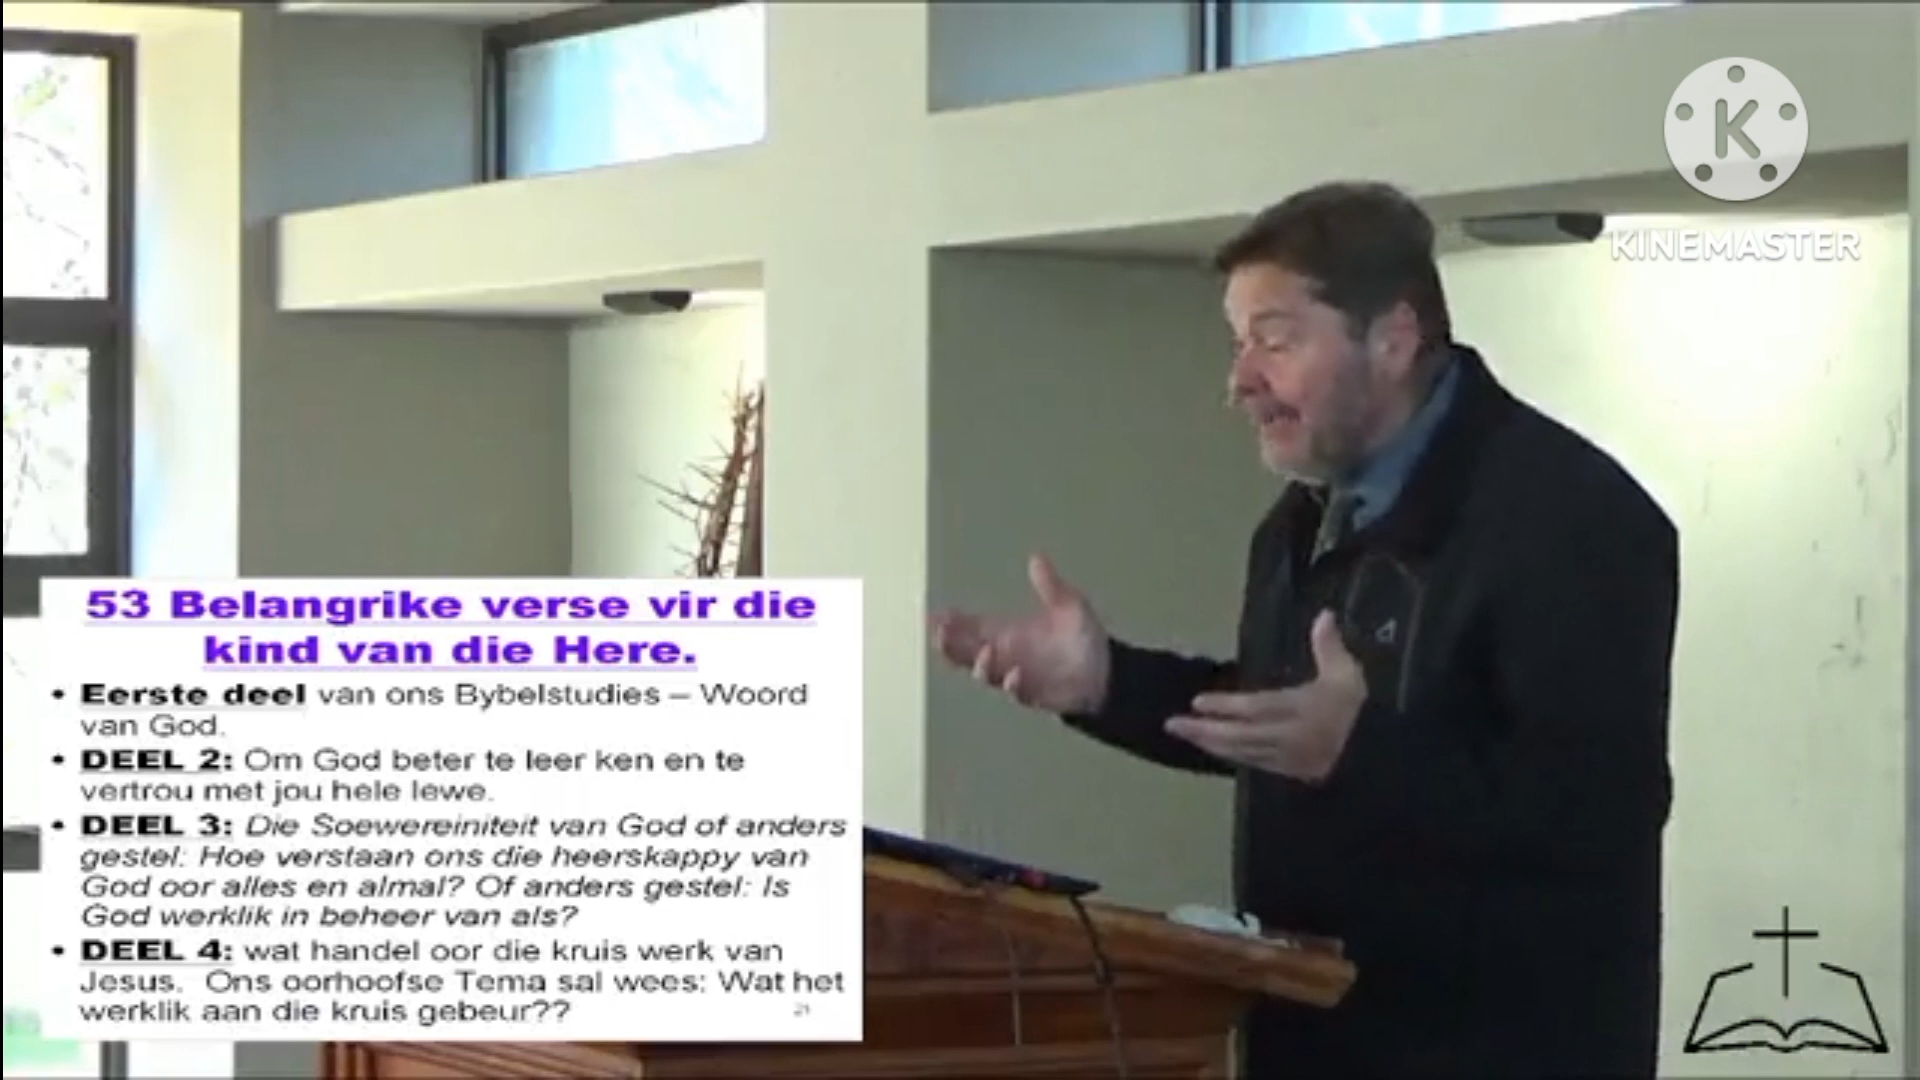 K
KINEMASTER
53 Belangrike verse vir die
kind van die Here.
• Eerste deel van ons Bybelstudies – Woord
van God.
• DEEL 2: Om God beter te leer ken en te
vertrou met jou hele lewe.
• DEEL 3: Die Soewereiniteit van God of anders
gestel: Hoe verstaan ons die heerskappy van
God oor alles en almal? Of anders gestel: Is
God werklik in beheer van als?
• DEEL 4: wat handel oor die kruis werk van
Jesus. Ons oorhoofse Tema sal wees: Wat het
werklik aan die kruis gebeur??